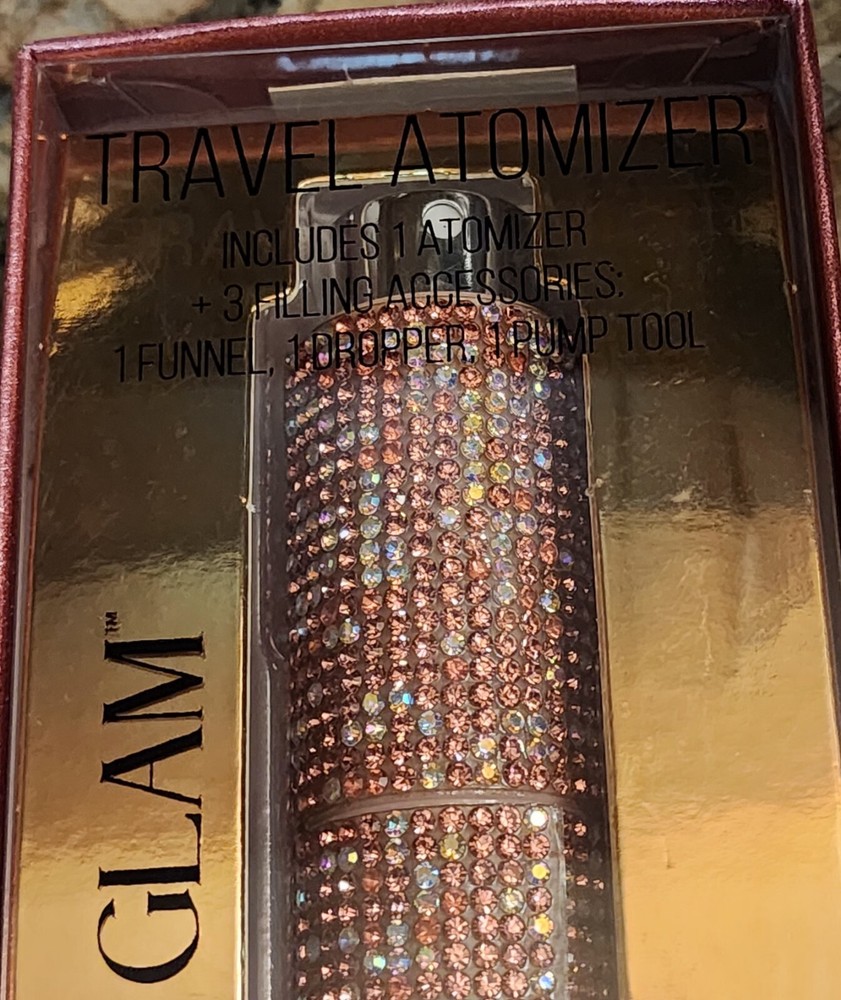 TRAVEL ATOMIZER
INCLUDES 1 ATOMIZER
+ 3 FILLING ACCESSORIES:
1 FUNNEL, 1 DROPPER, 1 PUMP TOOL
GLAM™